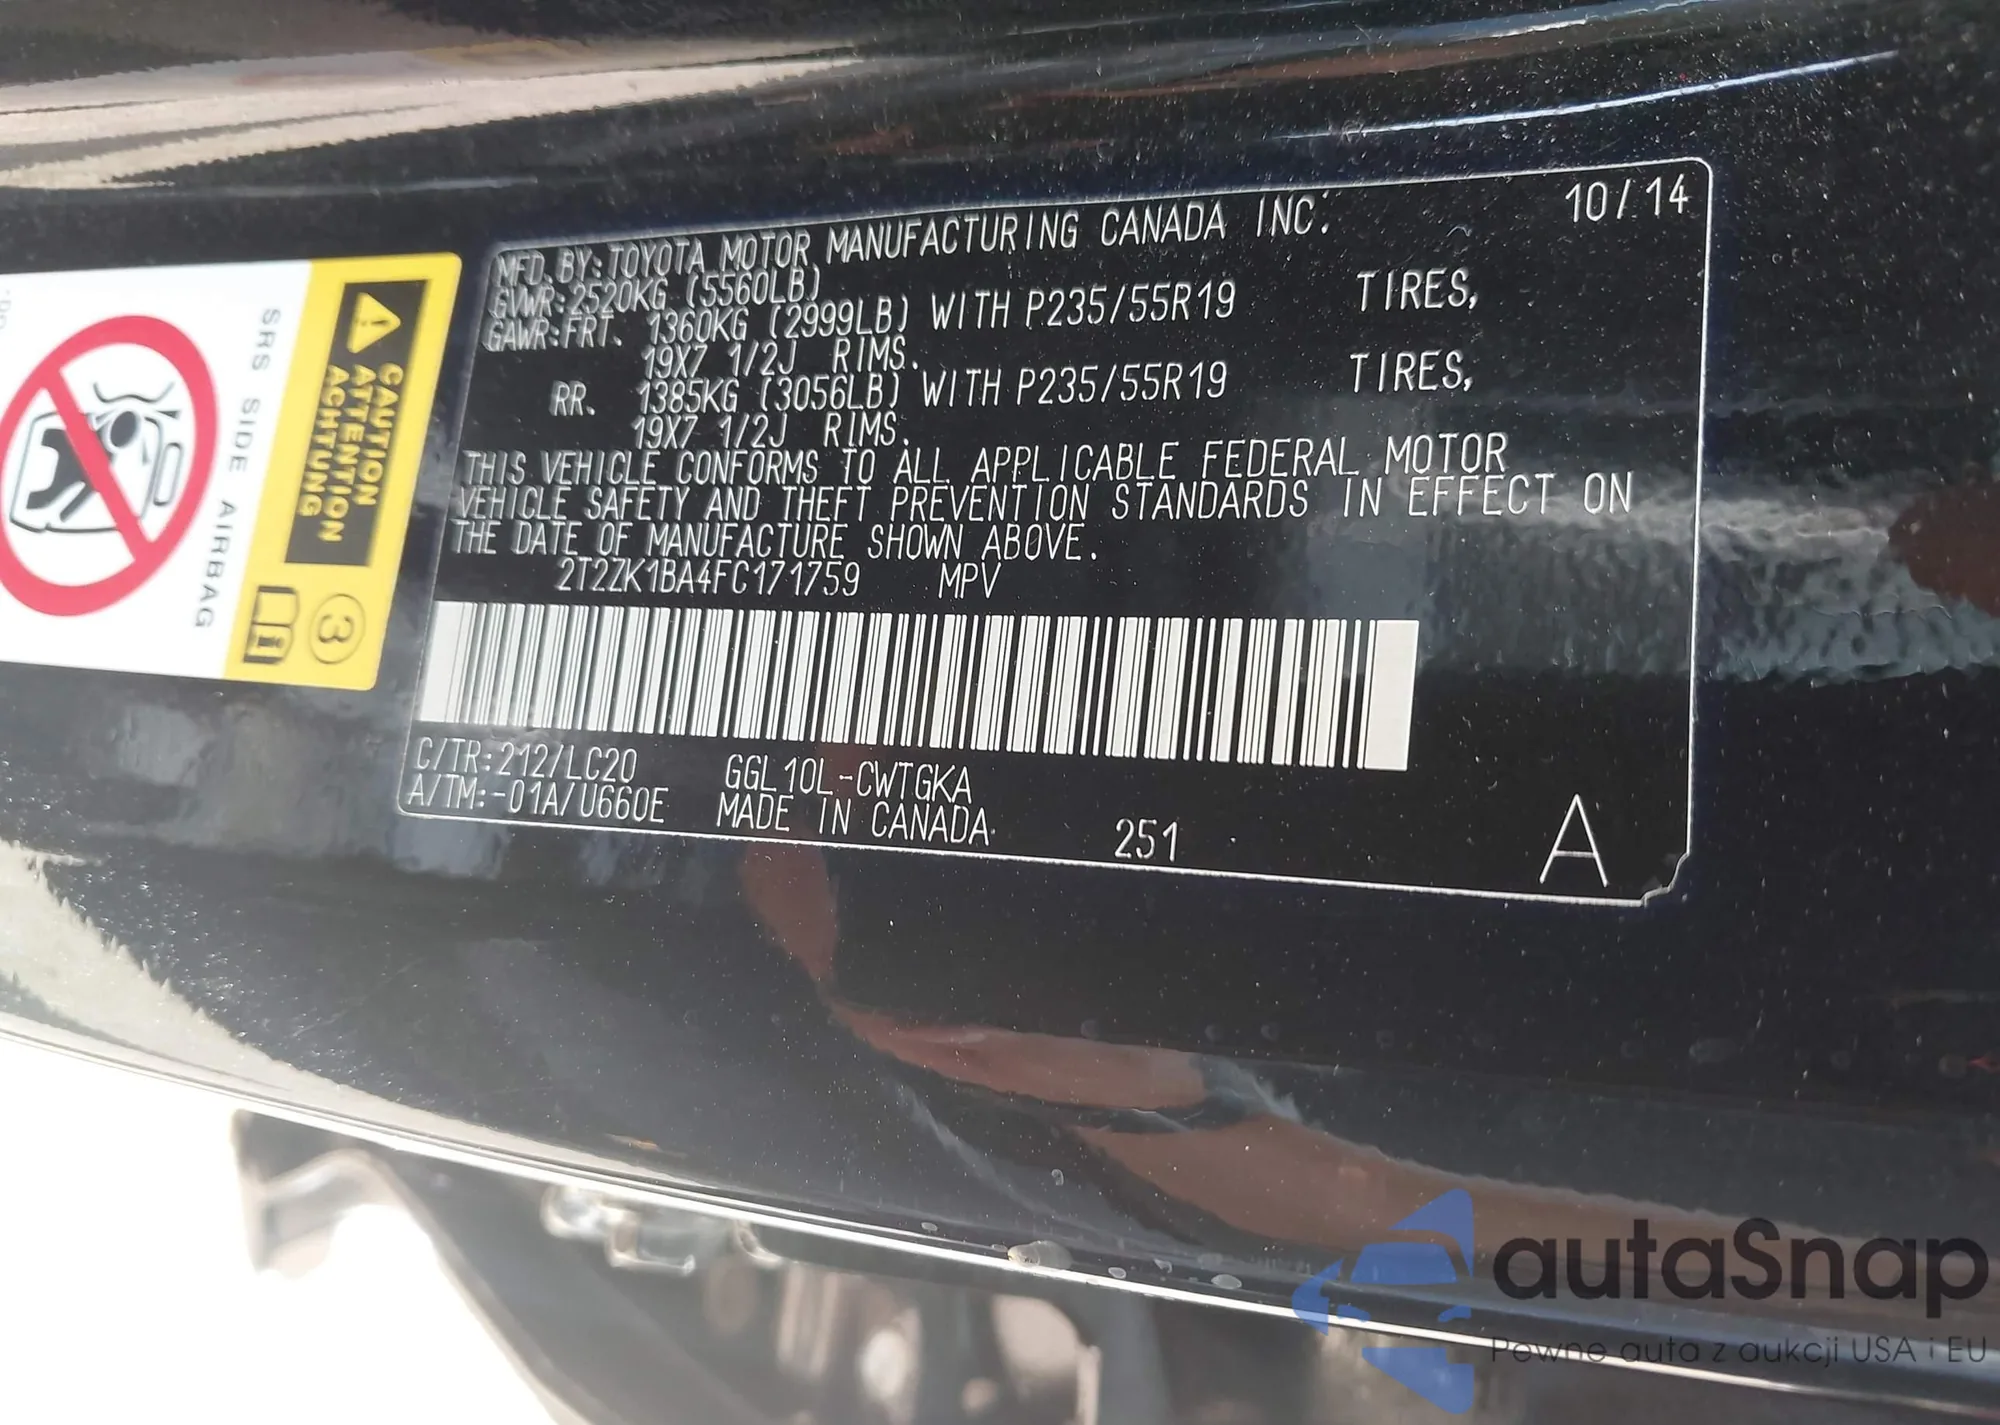 MFD. BY: TOYOTA MOTOR MANUFACTURING CANADA INC. 10/14
GVWR: 2520KG (5560LB)
GAWR: FRT. 1360KG (2999LB) WITH P235/55R19 TIRES,
19X7 1/2J RIMS.
RR. 1385KG (3056LB) WITH P235/55R19 TIRES,
19X7 1/2J RIMS.
THIS VEHICLE CONFORMS TO ALL APPLICABLE FEDERAL MOTOR
VEHICLE SAFETY AND THEFT PREVENTION STANDARDS IN EFFECT ON
THE DATE OF MANUFACTURE SHOWN ABOVE.
2T2ZK1BA4FC171759 MPV
C/TR: 212/LC20 GGL10L-CWTGKA
A/TM: -01A/U660E MADE IN CANADA 251 A
CAUTION
ATTENTION
ACHTUNG
3
SRS SIDE AIRBAG
autaSnap
Pewne auta z aukcji USA i EU